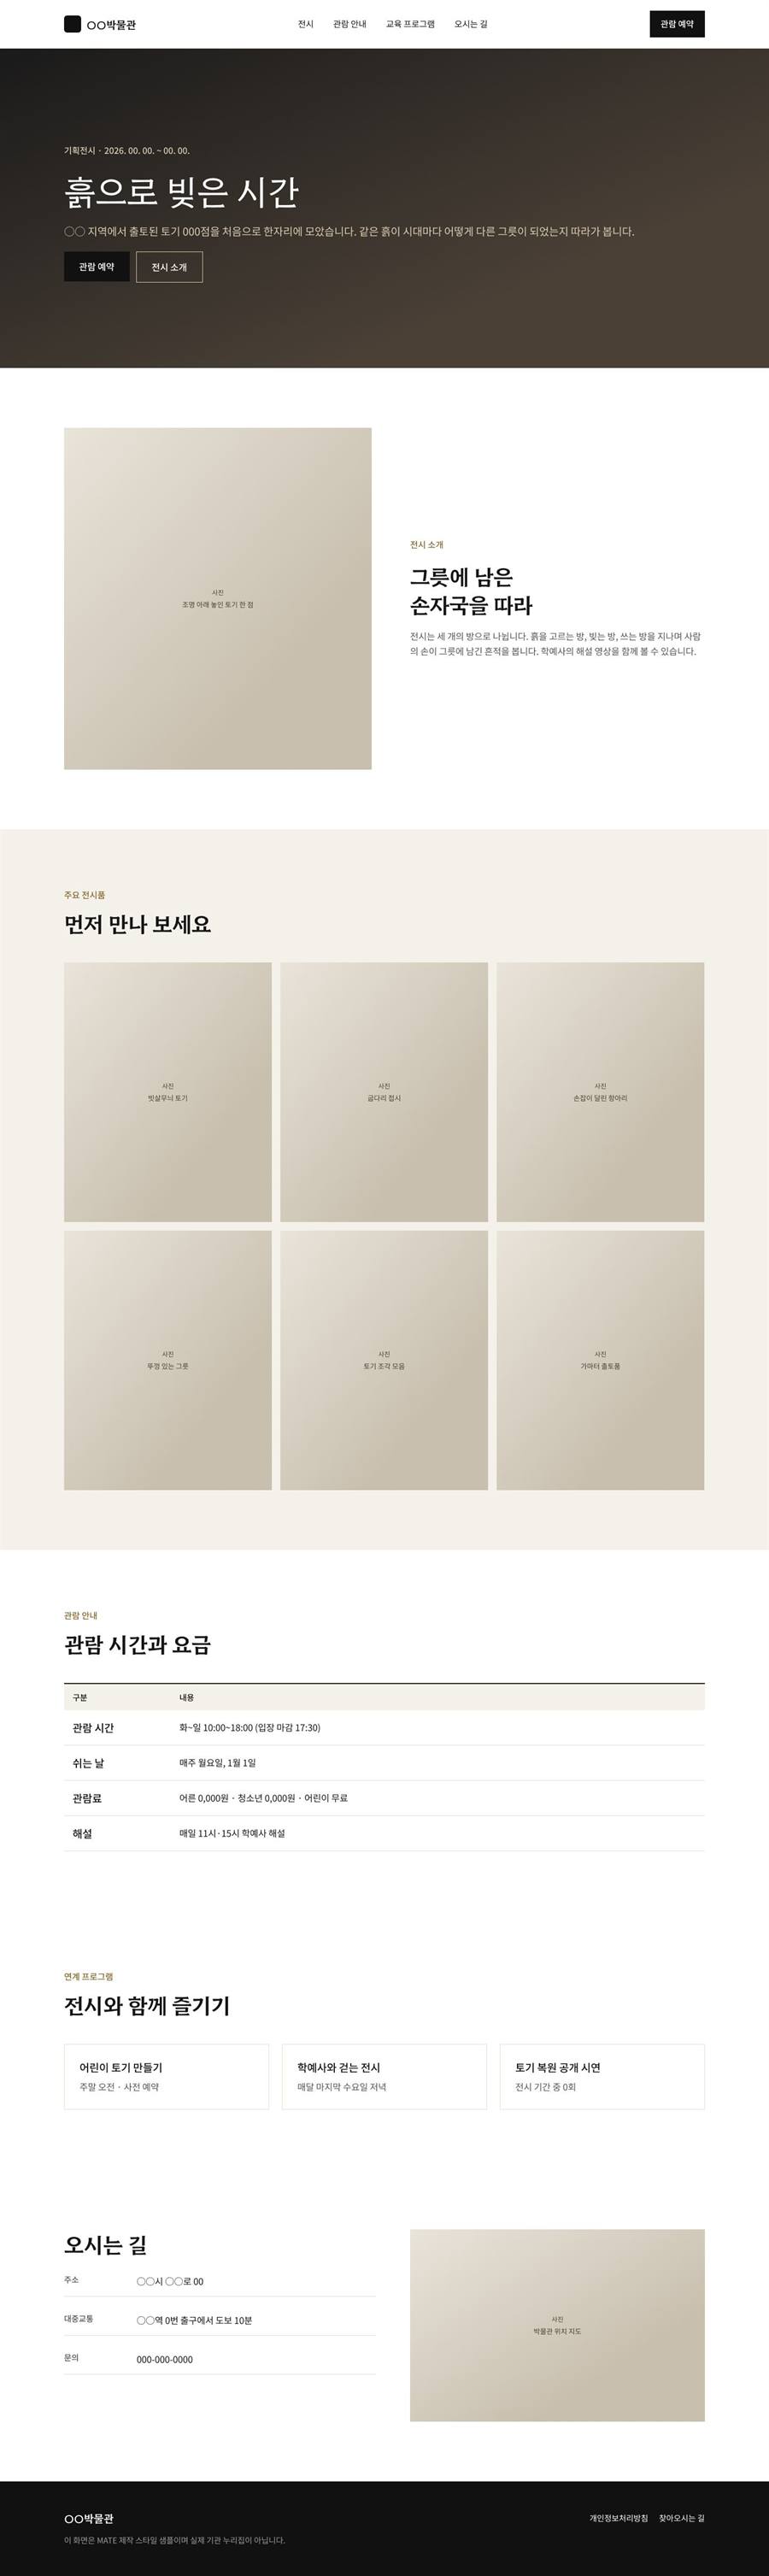 ○○박물관
전시
관람 안내
교육 프로그램
오시는 길
관람 예약
기획전시 · 2026. 00. 00. ~ 00. 00.
흙으로 빚은 시간
○○ 지역에서 출토된 토기 000점을 처음으로 한자리에 모았습니다. 같은 흙이 시대마다 어떻게 다른 그릇이 되었는지 따라가 봅니다.
관람 예약
전시 소개
사진
조명 아래 놓인 토기 한 점
전시 소개
그릇에 남은
손자국을 따라
전시는 세 개의 방으로 나뉩니다. 흙을 고르는 방, 빚는 방, 쓰는 방을 지나며 사람
의 손이 그릇에 남긴 흔적을 봅니다. 학예사의 해설 영상을 함께 볼 수 있습니다.
주요 전시품
먼저 만나 보세요
사진
빗살무늬 토기
사진
굽다리 접시
사진
손잡이 달린 항아리
사진
뚜껑 있는 그릇
사진
토기 조각 모음
사진
가마터 출토품
관람 안내
관람 시간과 요금
구분
내용
관람 시간
화~일 10:00~18:00 (입장 마감 17:30)
쉬는 날
매주 월요일, 1월 1일
관람료
어른 0,000원 · 청소년 0,000원 · 어린이 무료
해설
매일 11시·15시 학예사 해설
연계 프로그램
전시와 함께 즐기기
어린이 토기 만들기
주말 오전 · 사전 예약
학예사와 걷는 전시
매달 마지막 수요일 저녁
토기 복원 공개 시연
전시 기간 중 0회
오시는 길
주소
○○시 ○○로 00
대중교통
○○역 0번 출구에서 도보 10분
문의
000-000-0000
사진
박물관 위치 지도
○○박물관
이 화면은 MATE 제작 스타일 샘플이며 실제 기관 누리집이 아닙니다.
개인정보처리방침
찾아오시는 길